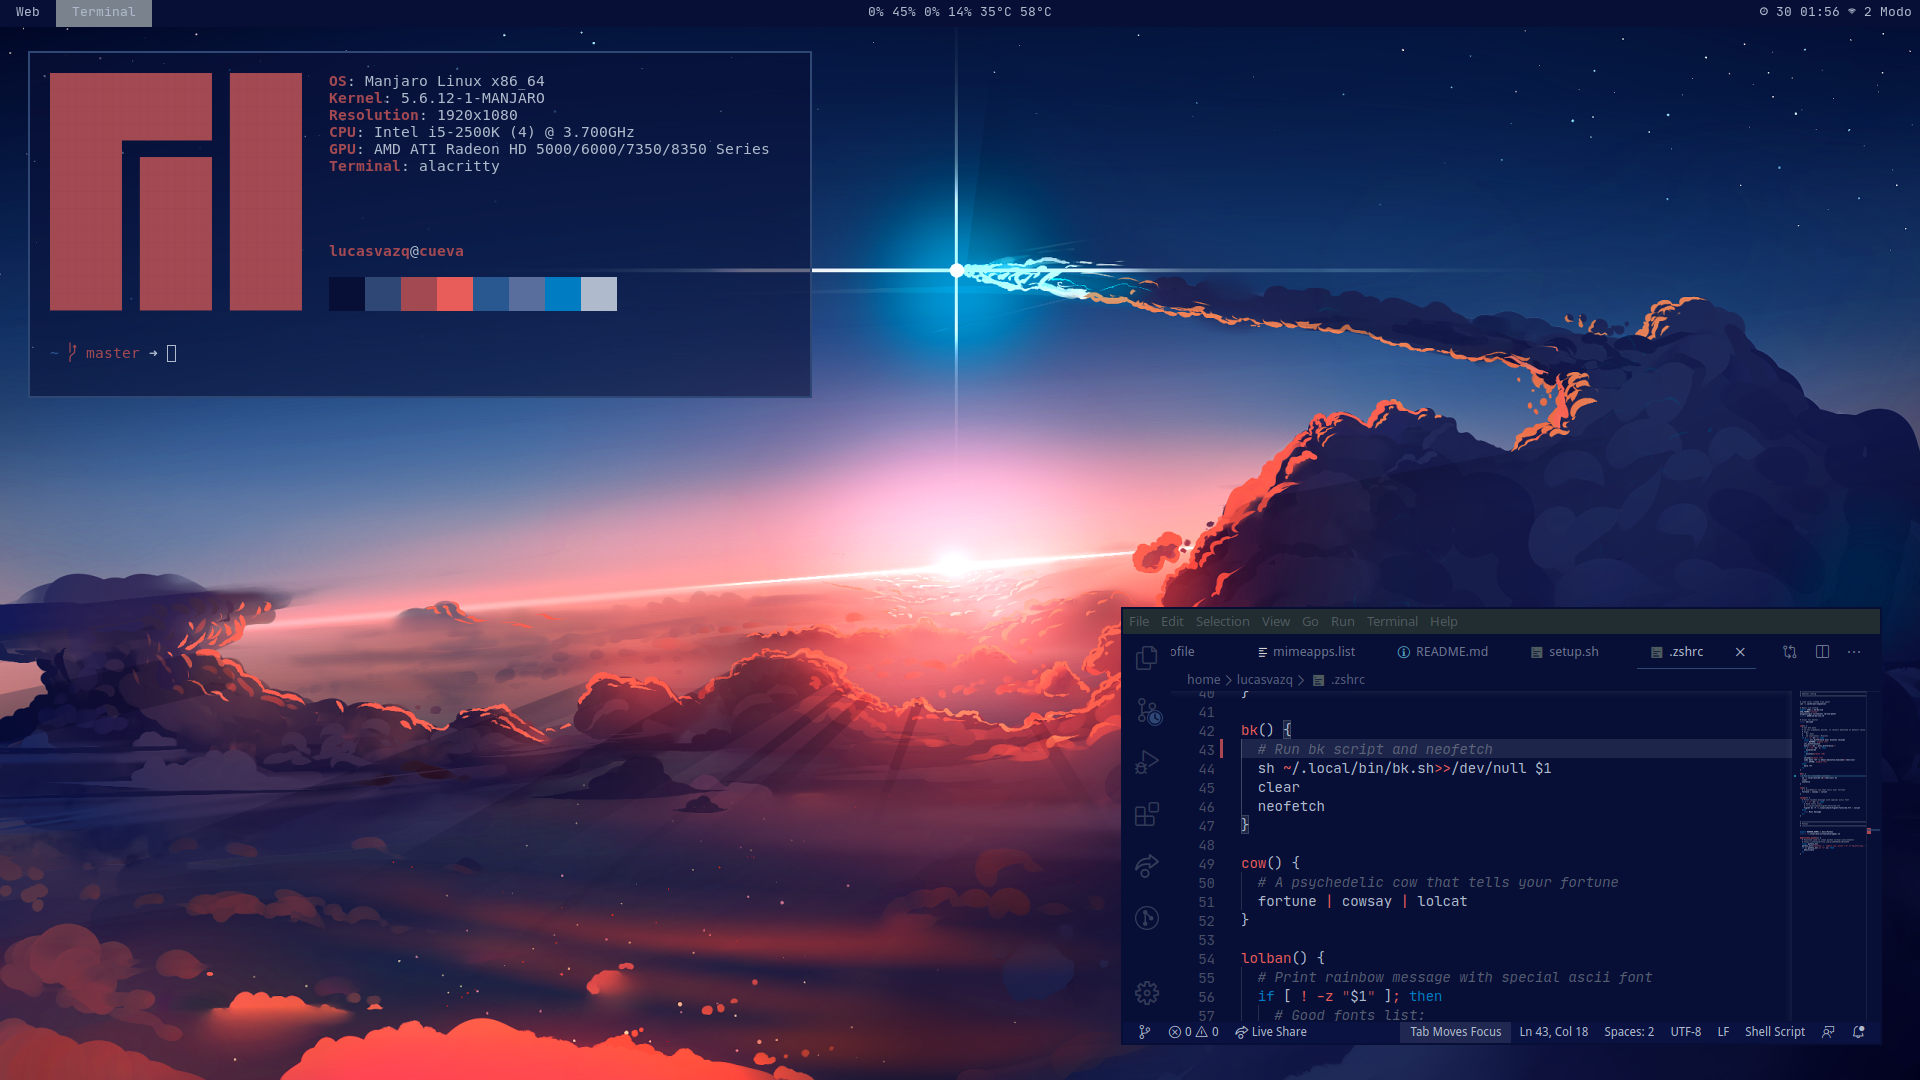 Web Terminal 0% 45% 0% 14% 35°C 58°C 30 01:56 2 Modo
OS: Manjaro Linux x86_64
Kernel: 5.6.12-1-MANJARO
Resolution: 1920x1080
CPU: Intel i5-2500K (4) @ 3.700GHz
GPU: AMD ATI Radeon HD 5000/6000/7350/8350 Series
Terminal: alacritty
lucasvazq@cueva
~ master ➜
File Edit Selection View Go Run Terminal Help
ofile mimeapps.list README.md setup.sh .zshrc
home > lucasvazq > .zshrc
40 }
41
42 bk() {
43 # Run bk script and neofetch
44 sh ~/.local/bin/bk.sh>>/dev/null $1
45 clear
46 neofetch
47 }
48
49 cow() {
50 # A psychedelic cow that tells your fortune
51 fortune | cowsay | lolcat
52 }
53
54 lolban() {
55 # Print rainbow message with special ascii font
56 if [ ! -z "$1" ]; then
57 # Good fonts list:
0 0 Live Share Tab Moves Focus Ln 43, Col 18 Spaces: 2 UTF-8 LF Shell Script